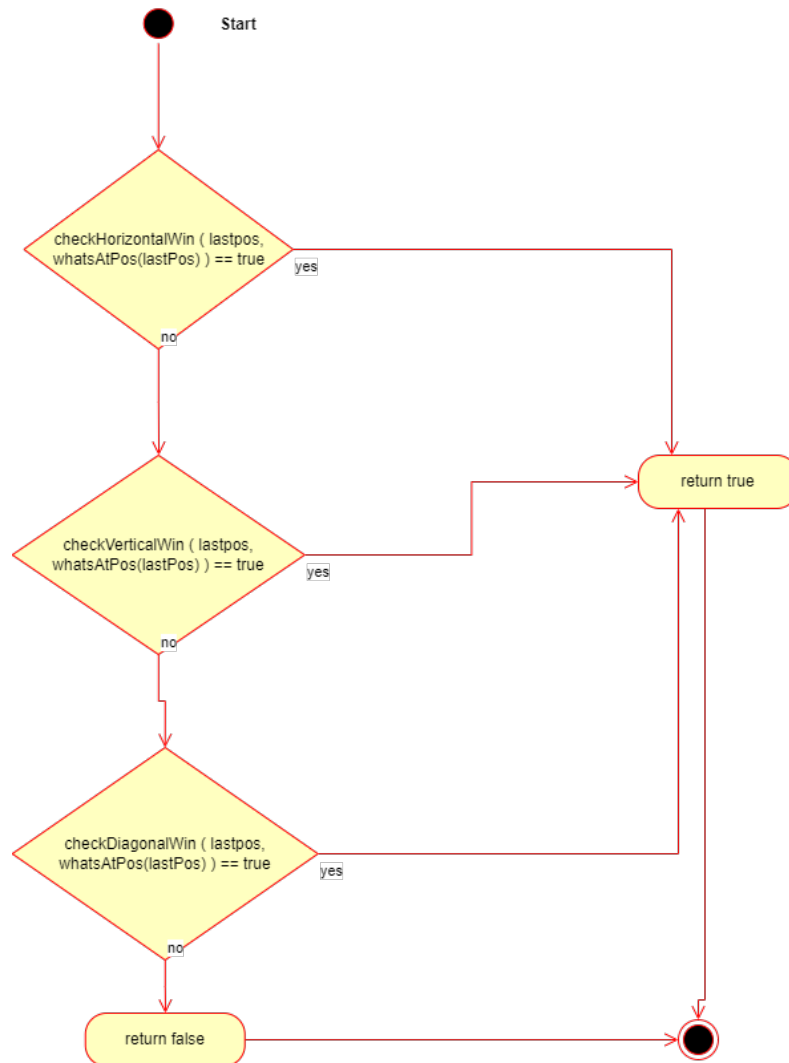 Start
checkHorizontalWin ( lastpos,
whatsAtPos(lastPos) ) == true
yes
no
return true
checkVerticalWin ( lastpos,
whatsAtPos(lastPos) ) == true
yes
no
checkDiagonalWin ( lastpos,
whatsAtPos(lastPos) ) == true
yes
no
return false